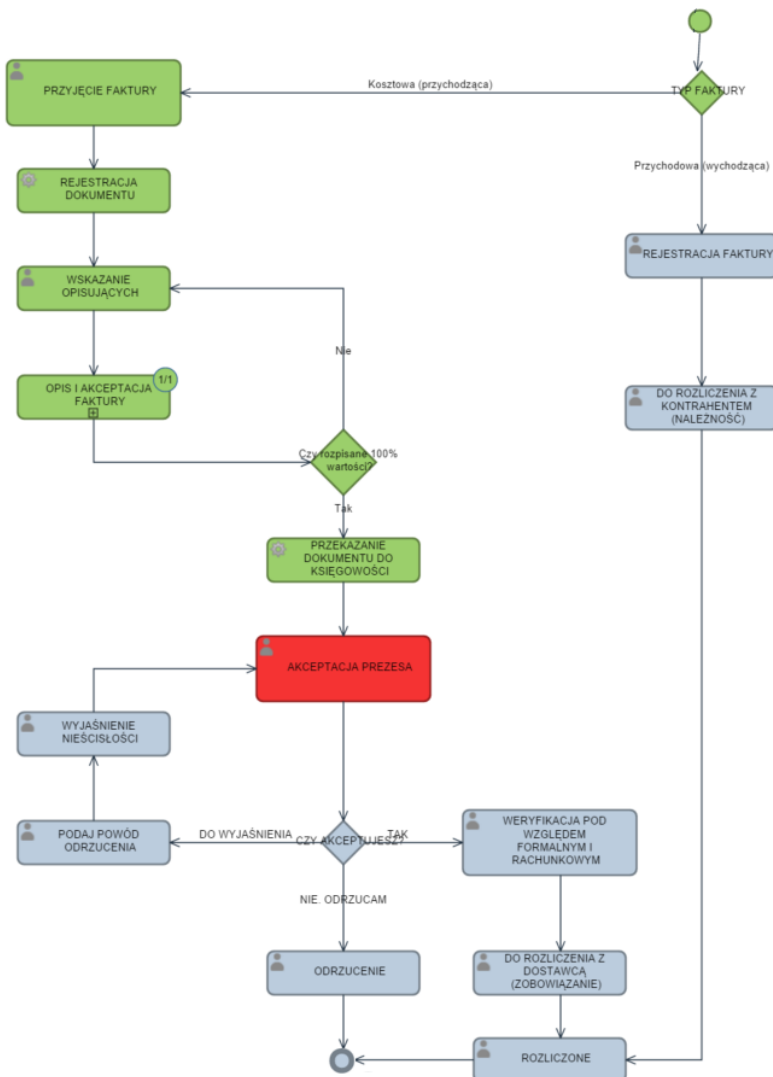 TYP FAKTURY
Kosztowa (przychodząca)
PRZYJĘCIE FAKTURY
Przychodowa (wychodząca)
REJESTRACJA
DOKUMENTU
REJESTRACJA FAKTURY
WSKAZANIE
OPISUJĄCYCH
Nie
1/1
OPIS I AKCEPTACJA
FAKTURY
DO ROZLICZENIA Z
KONTRAHENTEM
(NALEŻNOŚĆ)
Czy rozpisane 100%
wartości?
Tak
PRZEKAZANIE
DOKUMENTU DO
KSIĘGOWOŚCI
AKCEPTACJA PREZESA
WYJAŚNIENIE
NIEŚCISŁOŚCI
PODAJ POWÓD
ODRZUCENIA
DO WYJAŚNIENIA
CZY AKCEPTUJESZ?
TAK
WERYFIKACJA POD
WZGLĘDEM
FORMALNYM I
RACHUNKOWYM
NIE. ODRZUCAM
ODRZUCENIE
DO ROZLICZENIA Z
DOSTAWCĄ
(ZOBOWIĄZANIE)
ROZLICZONE